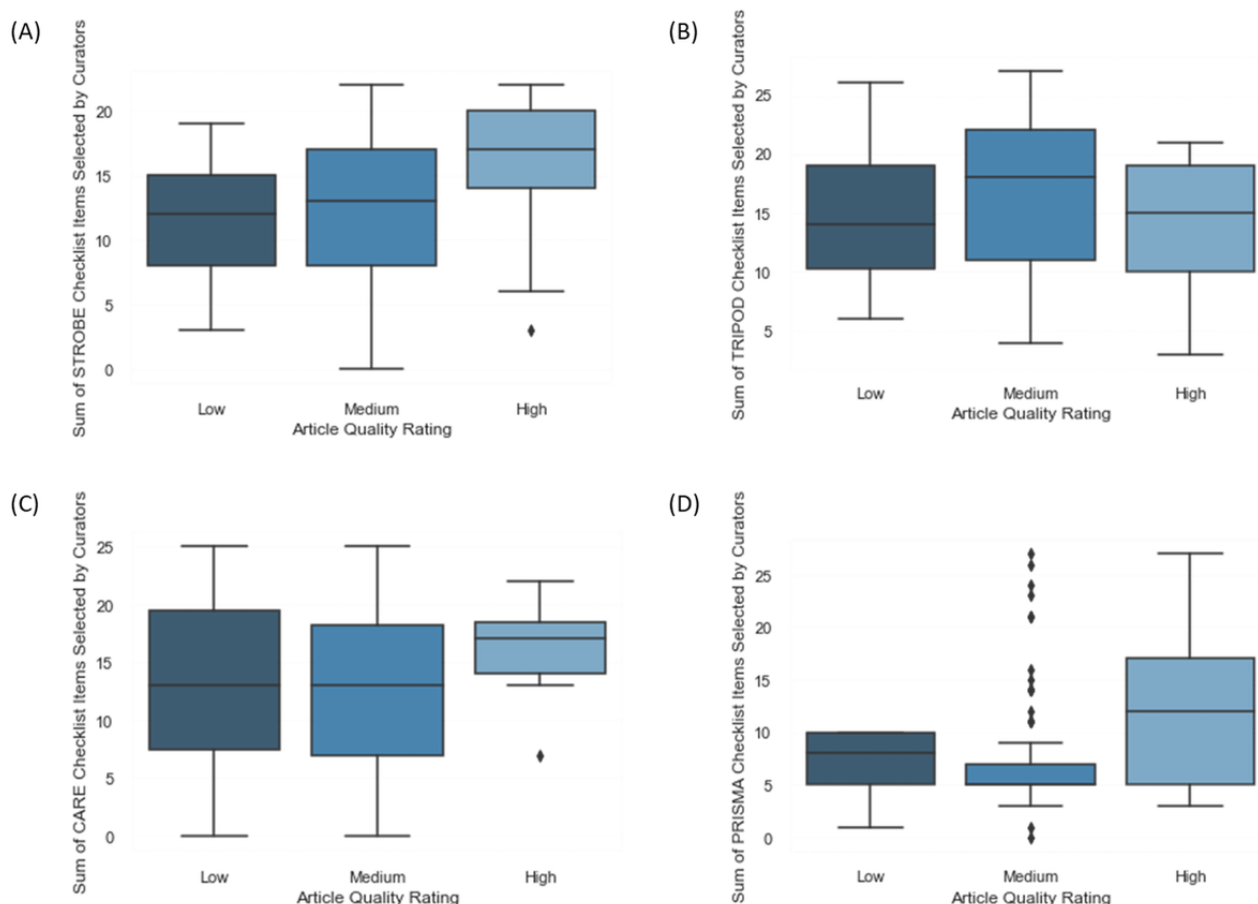 (A)
Sum of STROBE Checklist Items Selected by Curators
20
15
10
5
0
Low
Medium
High
Article Quality Rating
(B)
Sum of TRIPOD Checklist Items Selected by Curators
25
20
15
10
5
Low
Medium
High
Article Quality Rating
(C)
Sum of CARE Checklist Items Selected by Curators
25
20
15
10
5
0
Low
Medium
High
Article Quality Rating
(D)
Sum of PRISMA Checklist Items Selected by Curators
25
20
15
10
5
0
Low
Medium
High
Article Quality Rating